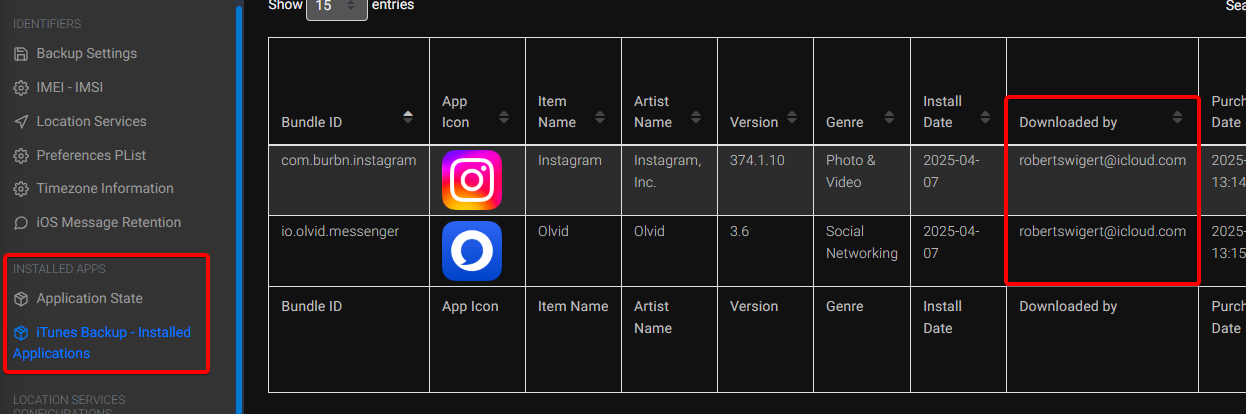 IDENTIFIERS
Backup Settings
IMEI - IMSI
Location Services
Preferences PList
Timezone Information
iOS Message Retention
INSTALLED APPS
Application State
iTunes Backup - Installed
Applications
LOCATION SERVICES
CONFIGURATIONS
Show 15 entries
Sea
Bundle ID
App
Icon
Item
Name
Artist
Name
Version
Genre
Install
Date
Downloaded by
Purch
Date
com.burbn.instagram
Instagram
Instagram,
Inc.
374.1.10
Photo &
Video
2025-04-
07
robertswigert@icloud.com
2025-
13:14
io.olvid.messenger
Olvid
Olvid
3.6
Social
Networking
2025-04-
07
robertswigert@icloud.com
2025-
13:15
Bundle ID
App Icon
Item Name
Artist
Name
Version
Genre
Install
Date
Downloaded by
Purch
Date